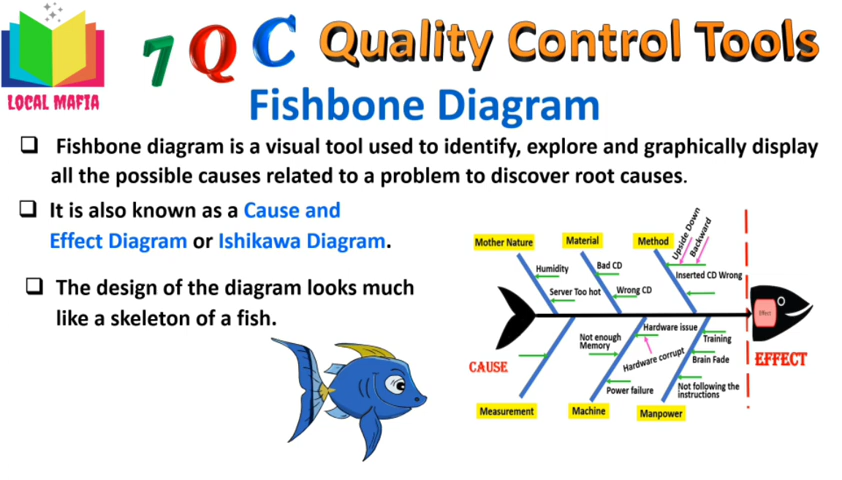 7 Q C Quality Control Tools
LOCAL MAFIA
Fishbone Diagram
Fishbone diagram is a visual tool used to identify, explore and graphically display
all the possible causes related to a problem to discover root causes.
It is also known as a Cause and
Effect Diagram or Ishikawa Diagram.
The design of the diagram looks much
like a skeleton of a fish.
Mother Nature
Material
Method
Upside Down
Backward
Humidity
Bad CD
Inserted CD Wrong
Server Too hot
Wrong CD
Effect
Not enough
Memory
Hardware issue
Training
Hardware corrupt
Brain Fade
CAUSE
EFFECT
Power failure
Not following the
instructions
Measurement
Machine
Manpower